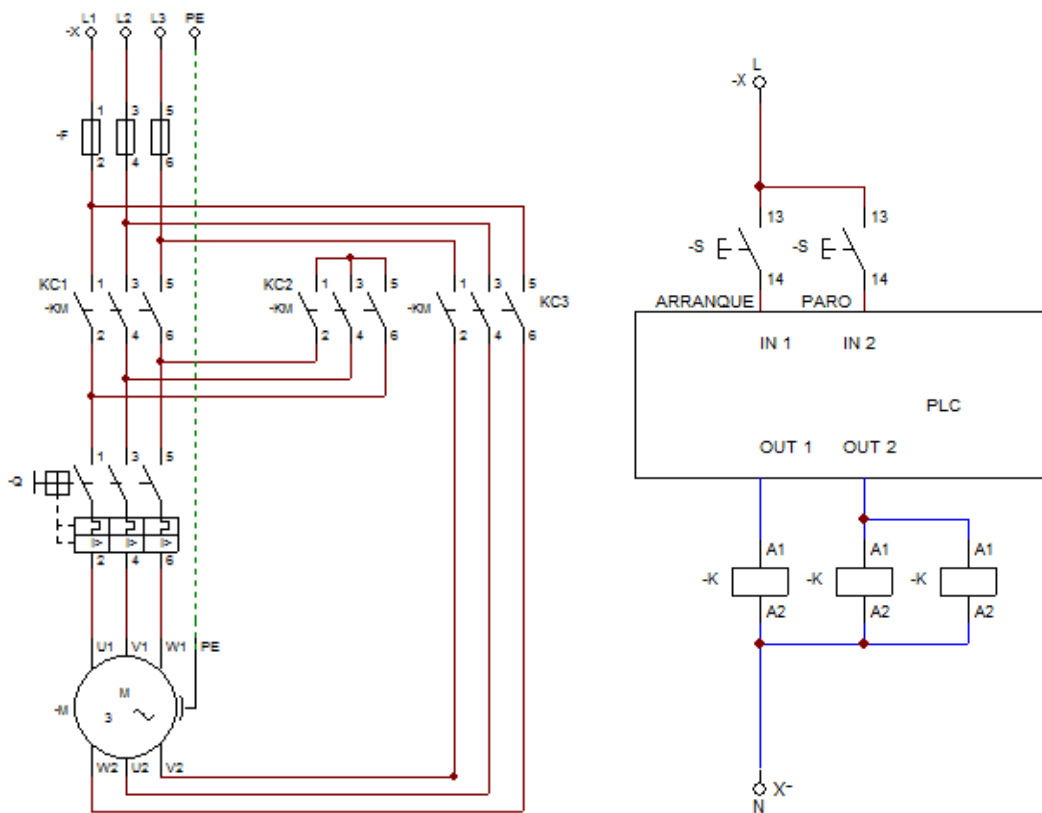 L1 L2 L3 PE
-X
1 3 5
-F
2 4 6
KC1 1 3 5
-KM
2 4 6
KC2 1 3 5
-KM
2 4 6
1 3 5
-KM KC3
2 4 6
1 3 5
-Q
I> I> I>
2 4 6
U1 V1 W1 PE
M
-M 3
W2 U2 V2
L
-X
13 13
-S -S
14 14
ARRANQUE PARO
IN 1 IN 2
PLC
OUT 1 OUT 2
A1 A1 A1
-K -K -K
A2 A2 A2
X-
N